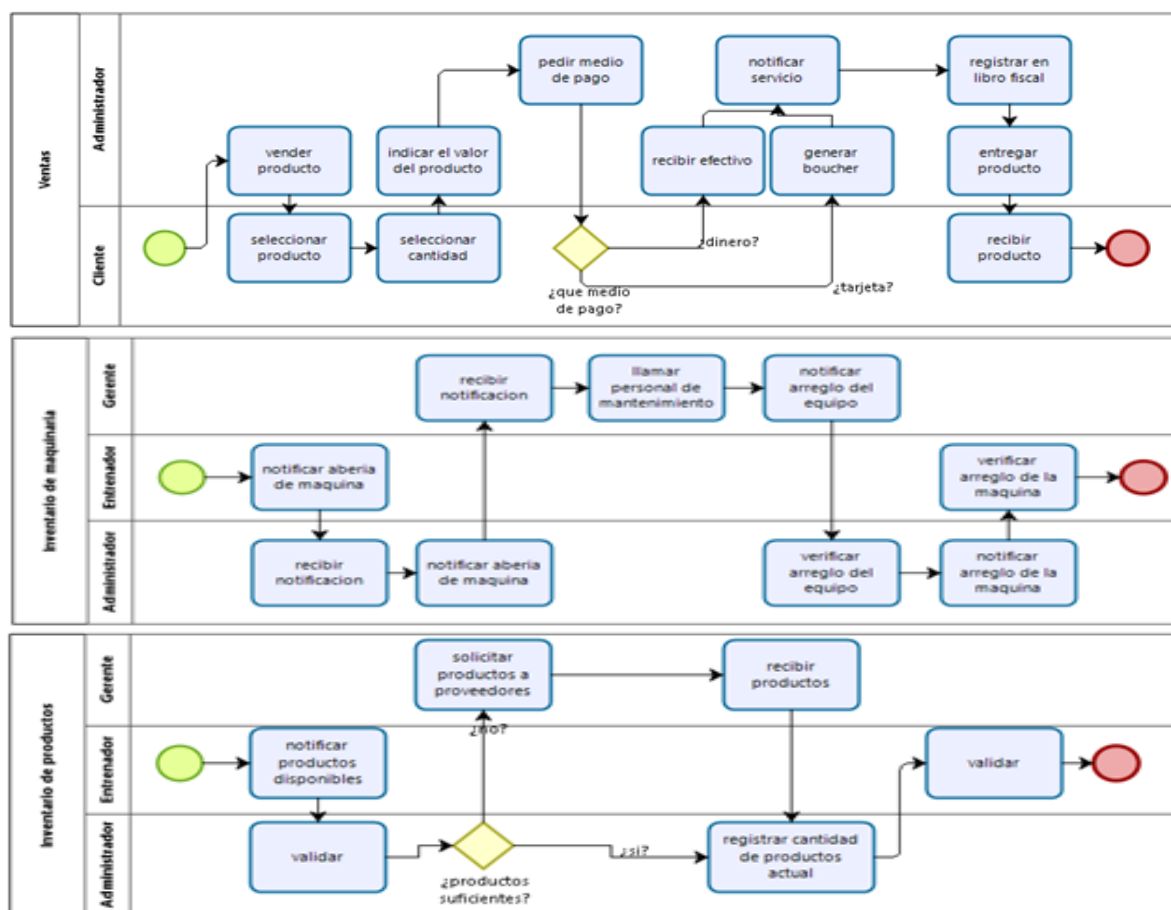 Ventas
Administrador
pedir medio
de pago
notificar
servicio
registrar en
libro fiscal
vender
producto
indicar el valor
del producto
recibir efectivo
generar
boucher
entregar
producto
Cliente
seleccionar
producto
seleccionar
cantidad
¿que medio
de pago?
¿dinero?
¿tarjeta?
recibir
producto
Inventario de maquinaria
Gerente
recibir
notificacion
llamar
personal de
mantenimiento
notificar
arreglo del
equipo
Entrenador
notificar aberia
de maquina
verificar
arreglo de la
maquina
Administrador
recibir
notificacion
notificar aberia
de maquina
verificar
arreglo del
equipo
notificar
arreglo de la
maquina
Inventario de productos
Gerente
solicitar
productos a
proveedores
recibir
productos
¿no?
Entrenador
notificar
productos
disponibles
validar
Administrador
validar
¿productos
suficientes?
¿si?
registrar cantidad
de productos
actual